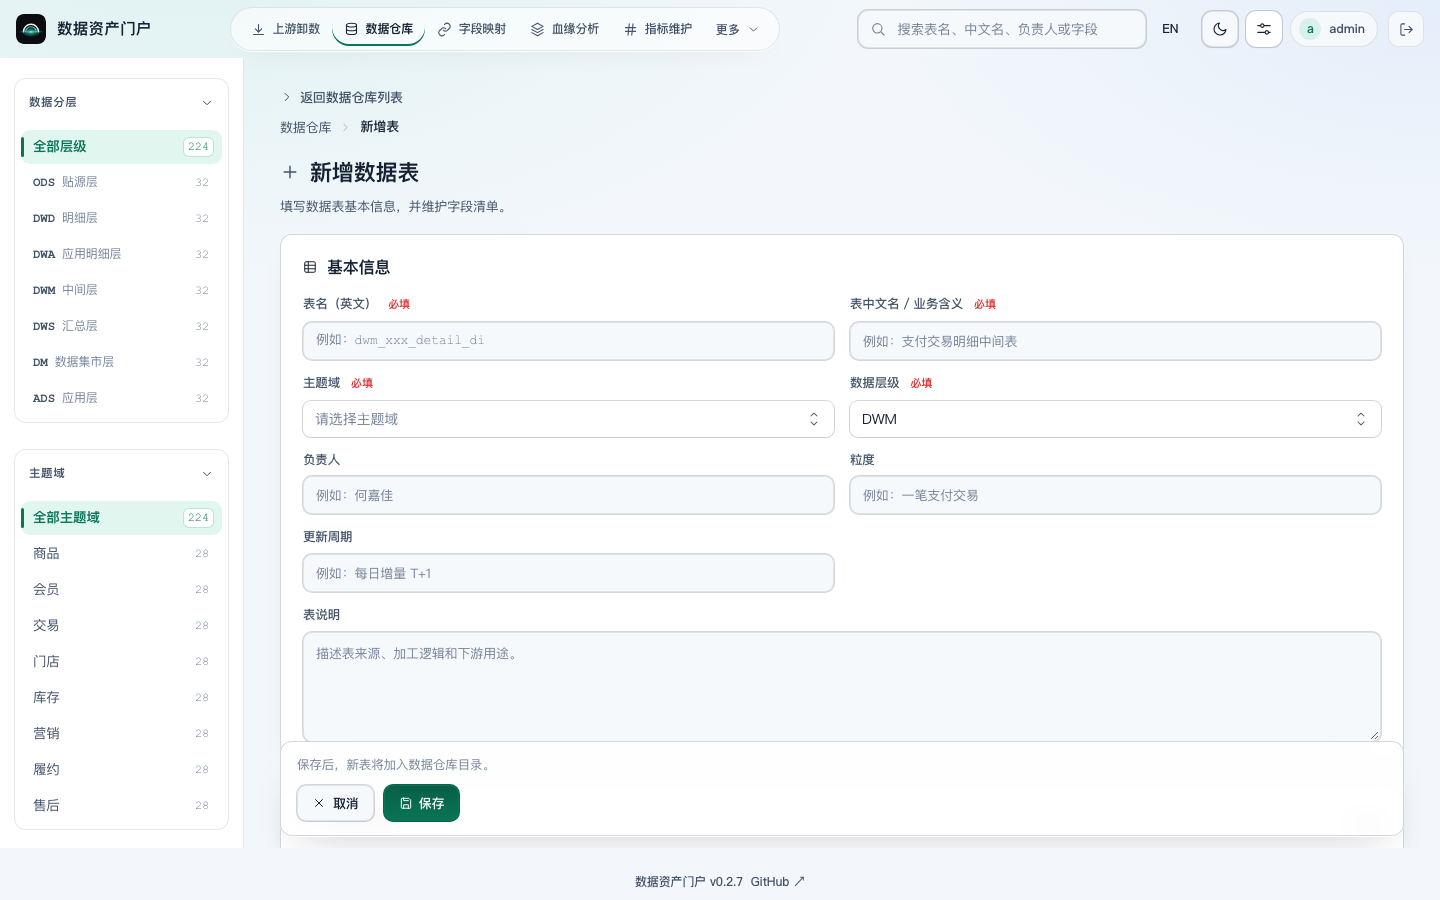 数据资产门户
上游卸数
数据仓库
字段映射
血缘分析
指标维护
更多
搜索表名、中文名、负责人或字段
EN
a
admin
数据分层
全部层级 224
ODS 贴源层 32
DWD 明细层 32
DWA 应用明细层 32
DWM 中间层 32
DWS 汇总层 32
DM 数据集市层 32
ADS 应用层 32
主题域
全部主题域 224
商品 28
会员 28
交易 28
门店 28
库存 28
营销 28
履约 28
售后 28
返回数据仓库列表
数据仓库 > 新增表
新增数据表
填写数据表基本信息，并维护字段清单。
基本信息
表名（英文） 必填
例如：dwm_xxx_detail_di
表中文名 / 业务含义 必填
例如：支付交易明细中间表
主题域 必填
请选择主题域
数据层级 必填
DWM
负责人
例如：何嘉佳
粒度
例如：一笔支付交易
更新周期
例如：每日增量 T+1
表说明
描述表来源、加工逻辑和下游用途。
保存后，新表将加入数据仓库目录。
取消
保存
数据资产门户 v0.2.7 GitHub ↗